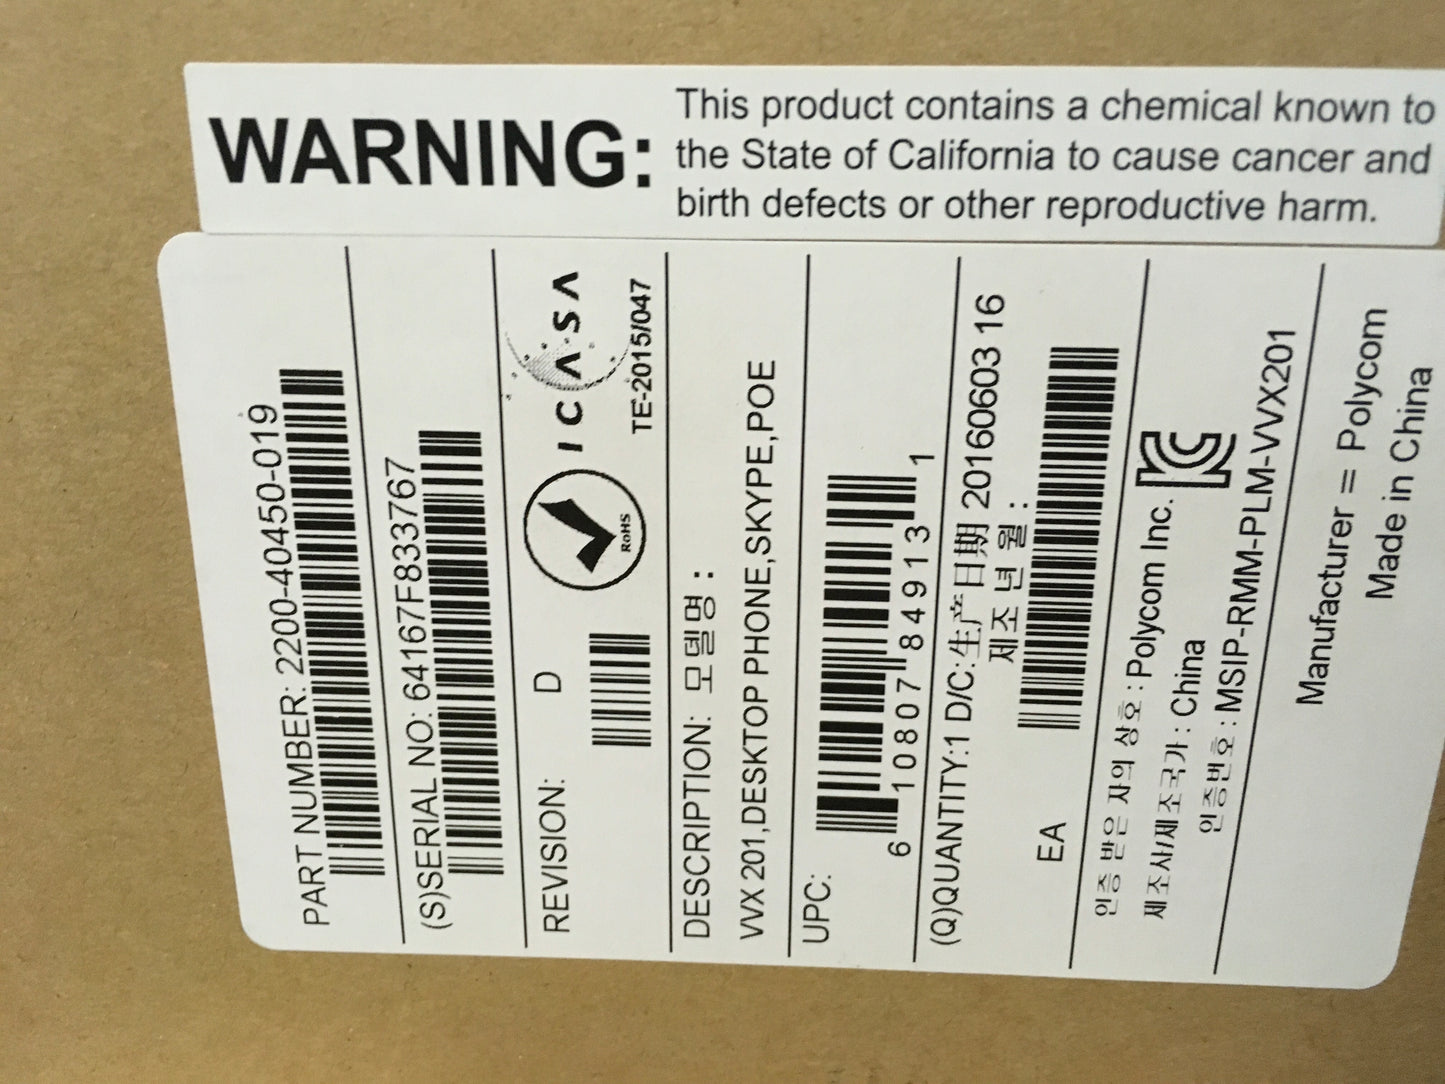 WARNING:
This product contains a chemical known to
the State of California to cause cancer and
birth defects or other reproductive harm.
PART NUMBER: 2200-40450-019
(S)SERIAL NO: 64167F833767
REVISION: D
RoHS
ICASA
TE-2015/047
DESCRIPTION: 모델명 :
VVX 201,DESKTOP PHONE,SKYPE,POE
UPC:
6 10807 84913 1
(Q)QUANTITY:1 D/C:生产日期 20160603 16
제조 년 월 :
EA
인증 받은 자의 상호 : Polycom Inc.
제조사/제조국가 : China
인증번호 : MSIP-RMM-PLM-VVX201
Manufacturer = Polycom
Made in China